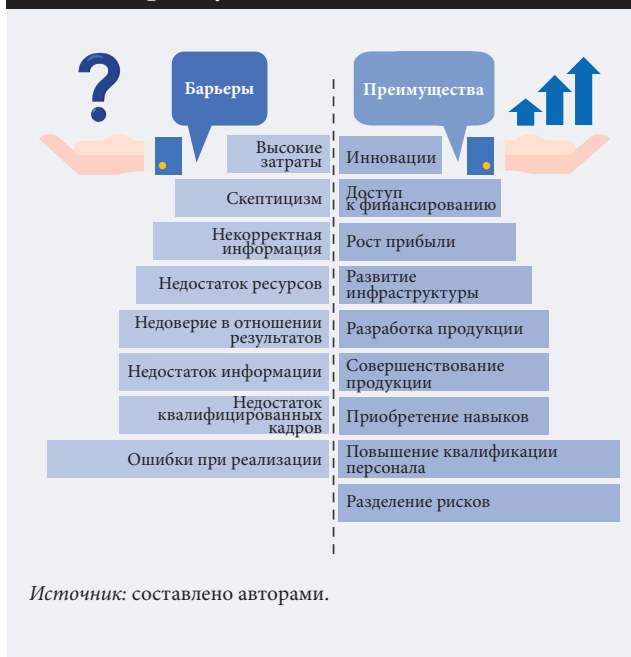 Барьеры
Преимущества
Высокие
затраты
Скептицизм
Некорректная
информация
Недостаток ресурсов
Недоверие в отношении
результатов
Недостаток информации
Недостаток
квалифицированных
кадров
Ошибки при реализации
Инновации
Доступ
к финансированию
Рост прибыли
Развитие
инфраструктуры
Разработка продукции
Совершенствование
продукции
Приобретение навыков
Повышение квалификации
персонала
Разделение рисков
Источник: составлено авторами.